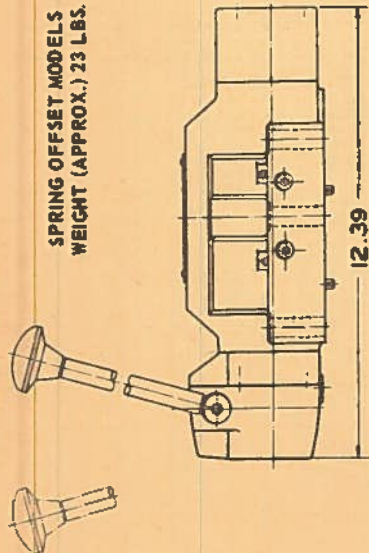 SPRING OFFSET MODELS
WEIGHT (APPROX.) 23 LBS.
12.39